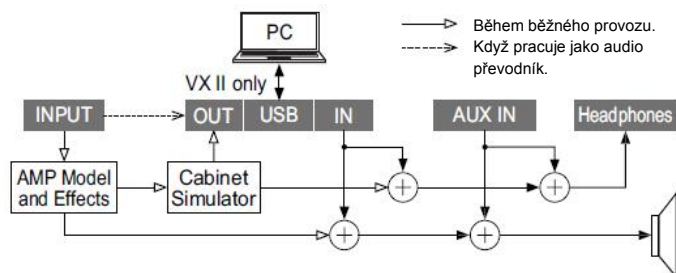 PC
Během běžného provozu.
Když pracuje jako audio
převodník.
VX II only
INPUT
OUT
USB
IN
AUX IN
Headphones
AMP Model
and Effects
Cabinet
Simulator